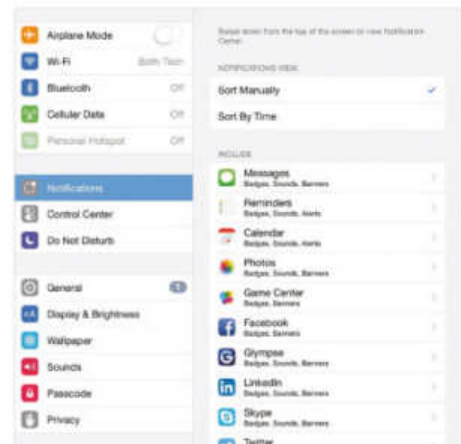 Airplane Mode
Wi-Fi
Bluetooth Off
Cellular Data Off
Personal Hotspot Off
Notifications
Control Center
Do Not Disturb
General 1
Display & Brightness
Wallpaper
Sounds
Passcode
Privacy
Swipe down from the top of the screen to view Notification
Center.
NOTIFICATIONS VIEW
Sort Manually
Sort By Time
INCLUDE
Messages
Badges, Sounds, Banners
Reminders
Badges, Sounds, Alerts
Calendar
Badges, Sounds, Alerts
Photos
Badges, Sounds, Banners
Game Center
Badges, Banners
Facebook
Badges, Banners
Glympse
Badges, Sounds, Banners
LinkedIn
Badges, Sounds, Banners
Skype
Badges, Sounds, Banners
Twitter